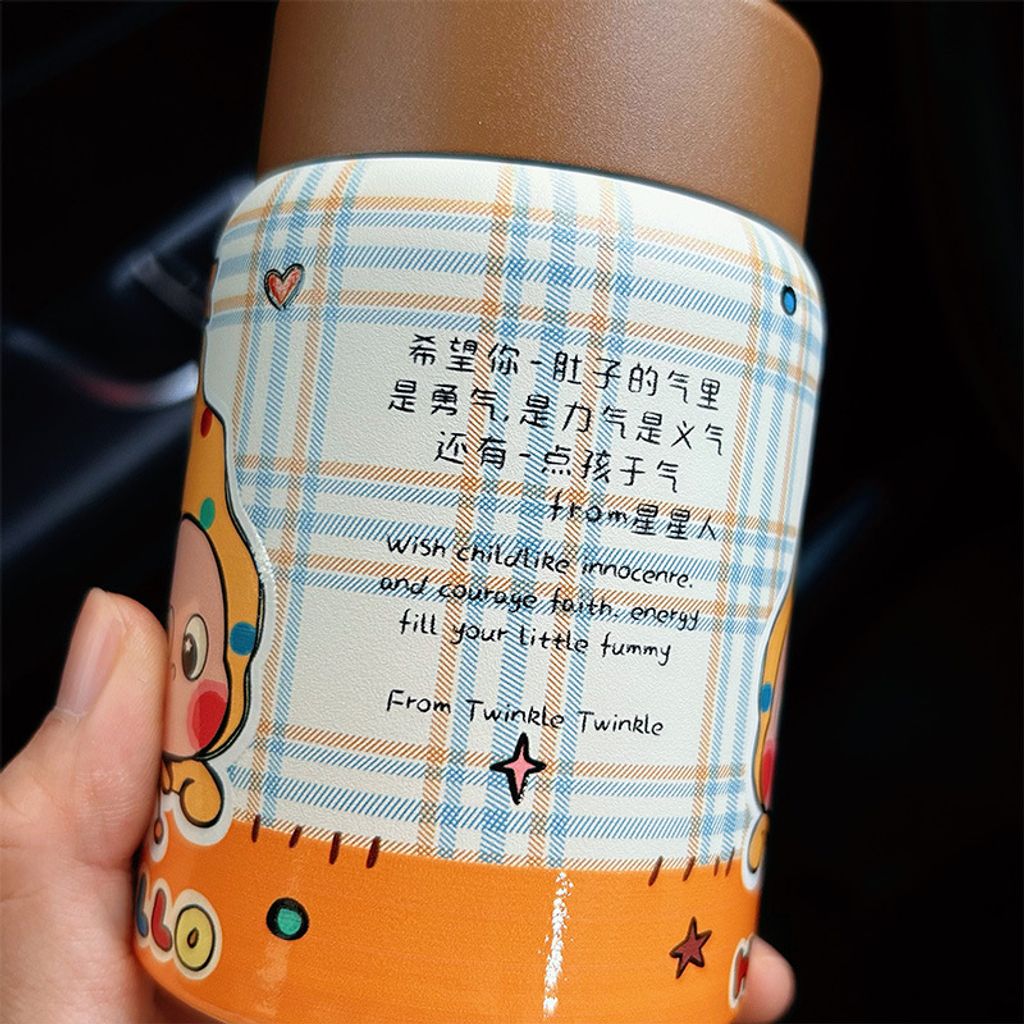 希望你一肚子的气里
是勇气,是力气是义气
还有一点孩于气
from星星人
Wish childlike innocenre.
and courage faith. energy
fill your little fummy
From Twinkle Twinkle
LLO
H